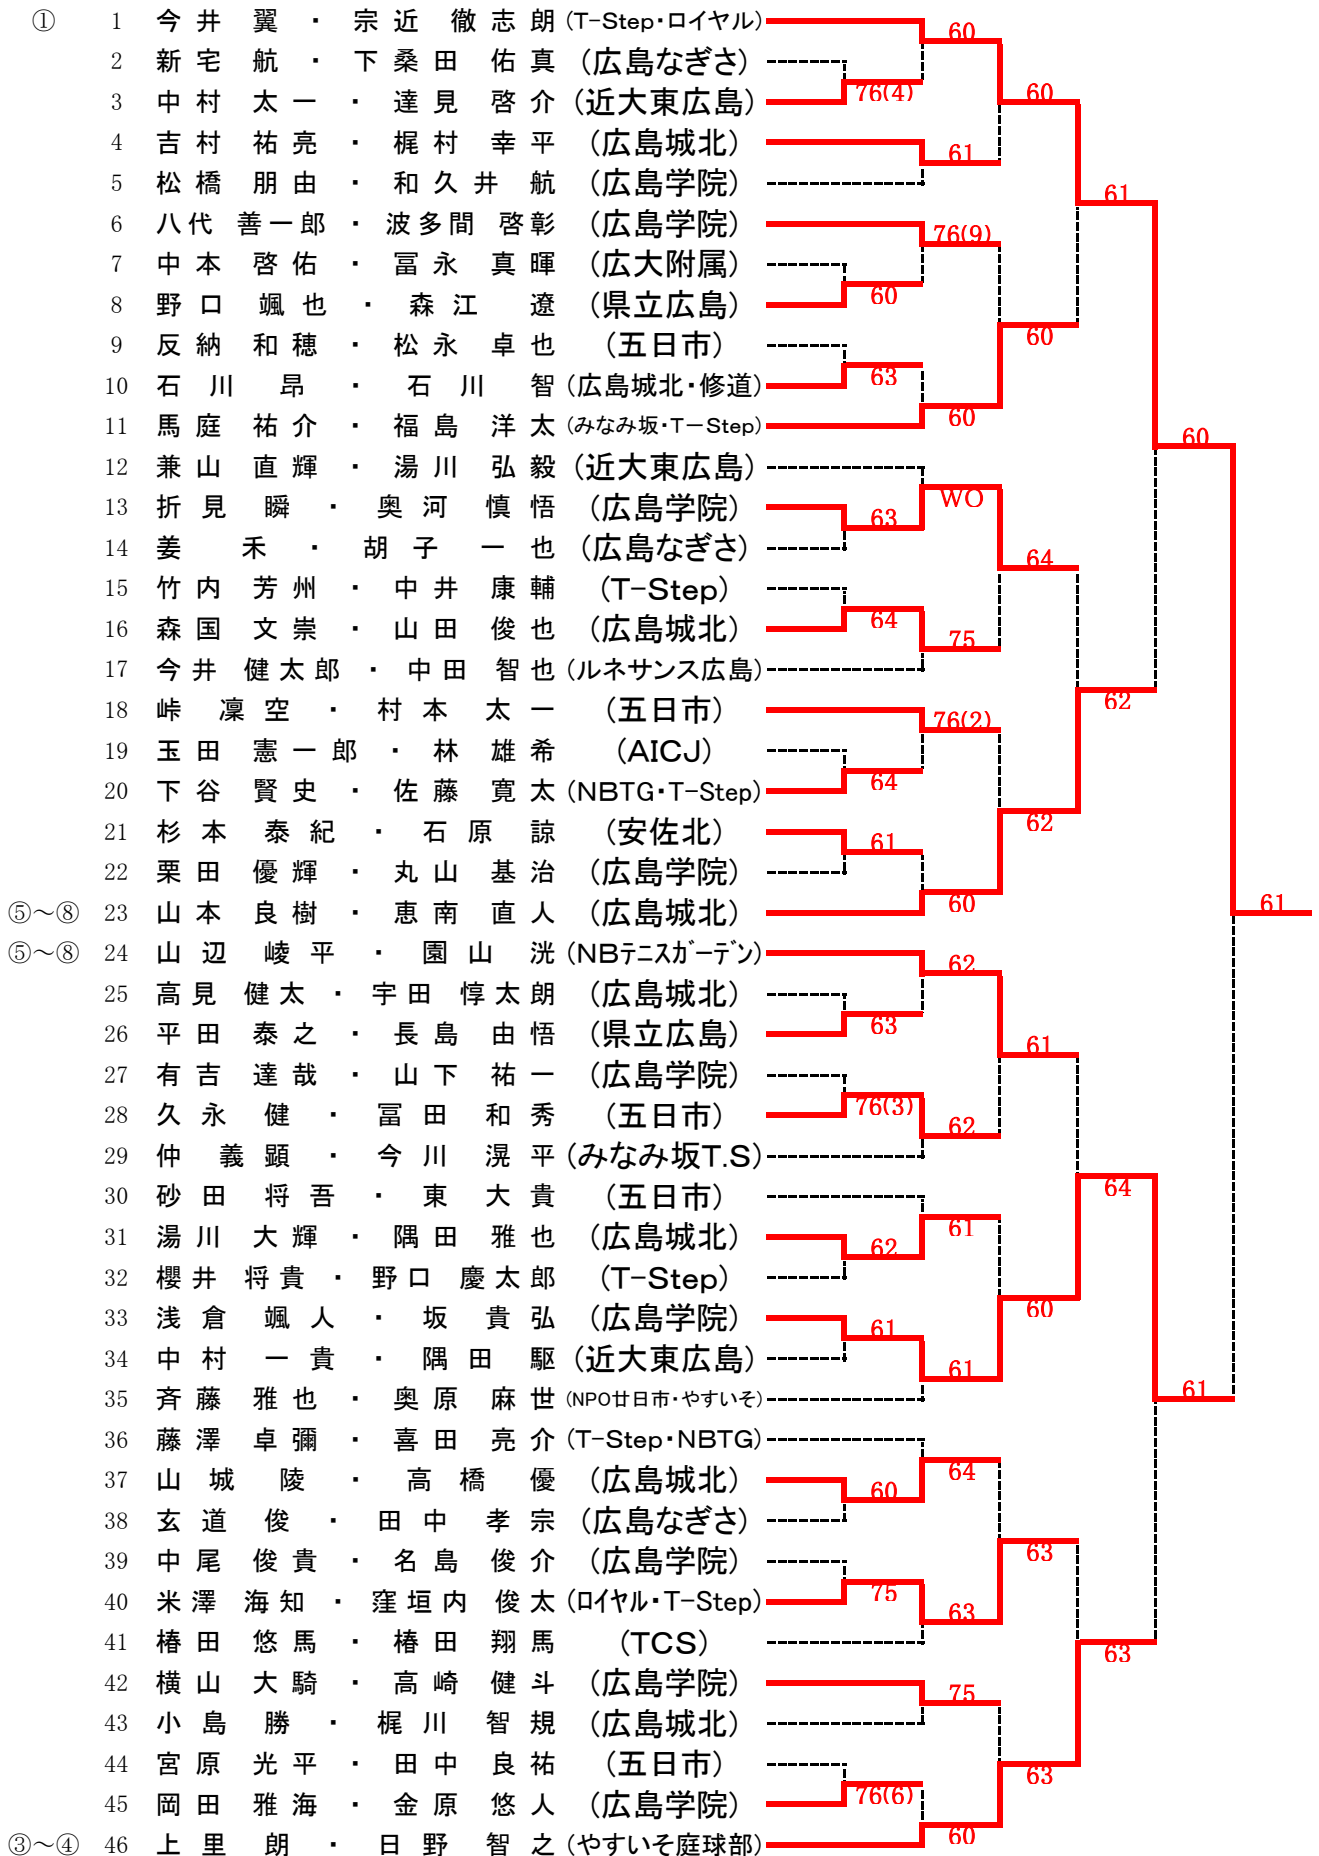 ① 1 今井 翼 ・ 宗近 徹志朗 (T-Step・ロイヤル)
60
2 新宅 航 ・ 下桑田 佑真 (広島なぎさ)
76(4)
3 中村 太一 ・ 達見 啓介 (近大東広島)
60
4 吉村 祐亮 ・ 梶村 幸平 (広島城北)
61
5 松橋 朋由 ・ 和久井 航 (広島学院)
61
6 八代 善一郎 ・ 波多間 啓彰 (広島学院)
76(9)
7 中本 啓佑 ・ 冨永 真暉 (広大附属)
60
8 野口 颯也 ・ 森江 遼 (県立広島)
60
9 反納 和穂 ・ 松永 卓也 (五日市)
63
10 石川 昂 ・ 石川 智 (広島城北・修道)
60
11 馬庭 祐介 ・ 福島 洋太 (みなみ坂・T-Step)
60
12 兼山 直輝 ・ 湯川 弘毅 (近大東広島)
WO
13 折見 瞬 ・ 奥河 慎悟 (広島学院)
63
14 姜 禾 ・ 胡子 一也 (広島なぎさ)
64
15 竹内 芳州 ・ 中井 康輔 (T-Step)
64
16 森国 文崇 ・ 山田 俊也 (広島城北)
75
17 今井 健太郎 ・ 中田 智也 (ルネサンス広島)
62
18 峠 凜空 ・ 村本 太一 (五日市)
76(2)
19 玉田 憲一郎 ・ 林 雄希 (AICJ)
64
20 下谷 賢史 ・ 佐藤 寛太 (NBTG・T-Step)
62
21 杉本 泰紀 ・ 石原 諒 (安佐北)
61
22 栗田 優輝 ・ 丸山 基治 (広島学院)
60
⑤～⑧ 23 山本 良樹 ・ 恵南 直人 (広島城北)
61
⑤～⑧ 24 山辺 崚平 ・ 園山 洸 (NBテニスガーデン)
62
25 高見 健太 ・ 宇田 惇太朗 (広島城北)
63
26 平田 泰之 ・ 長島 由悟 (県立広島)
61
27 有吉 達哉 ・ 山下 祐一 (広島学院)
76(3)
28 久永 健 ・ 冨田 和秀 (五日市)
62
29 仲 義顕 ・ 今川 滉平 (みなみ坂T.S)
64
30 砂田 将吾 ・ 東 大貴 (五日市)
61
31 湯川 大輝 ・ 隅田 雅也 (広島城北)
62
32 櫻井 将貴 ・ 野口 慶太郎 (T-Step)
60
33 浅倉 颯人 ・ 坂 貴弘 (広島学院)
61
34 中村 一貴 ・ 隅田 駆 (近大東広島)
61
35 斉藤 雅也 ・ 奥原 麻世 (NPO廿日市・やすいそ)
61
36 藤澤 卓彌 ・ 喜田 亮介 (T-Step・NBTG)
64
37 山城 陵 ・ 高橋 優 (広島城北)
60
38 玄道 俊 ・ 田中 孝宗 (広島なぎさ)
63
39 中尾 俊貴 ・ 名島 俊介 (広島学院)
75
40 米澤 海知 ・ 窪垣内 俊太 (ロイヤル・T-Step)
63
41 椿田 悠馬 ・ 椿田 翔馬 (TCS)
63
42 横山 大騎 ・ 高崎 健斗 (広島学院)
75
43 小島 勝 ・ 梶川 智規 (広島城北)
63
44 宮原 光平 ・ 田中 良祐 (五日市)
76(6)
45 岡田 雅海 ・ 金原 悠人 (広島学院)
60
③～④ 46 上里 朗 ・ 日野 智之 (やすいそ庭球部)